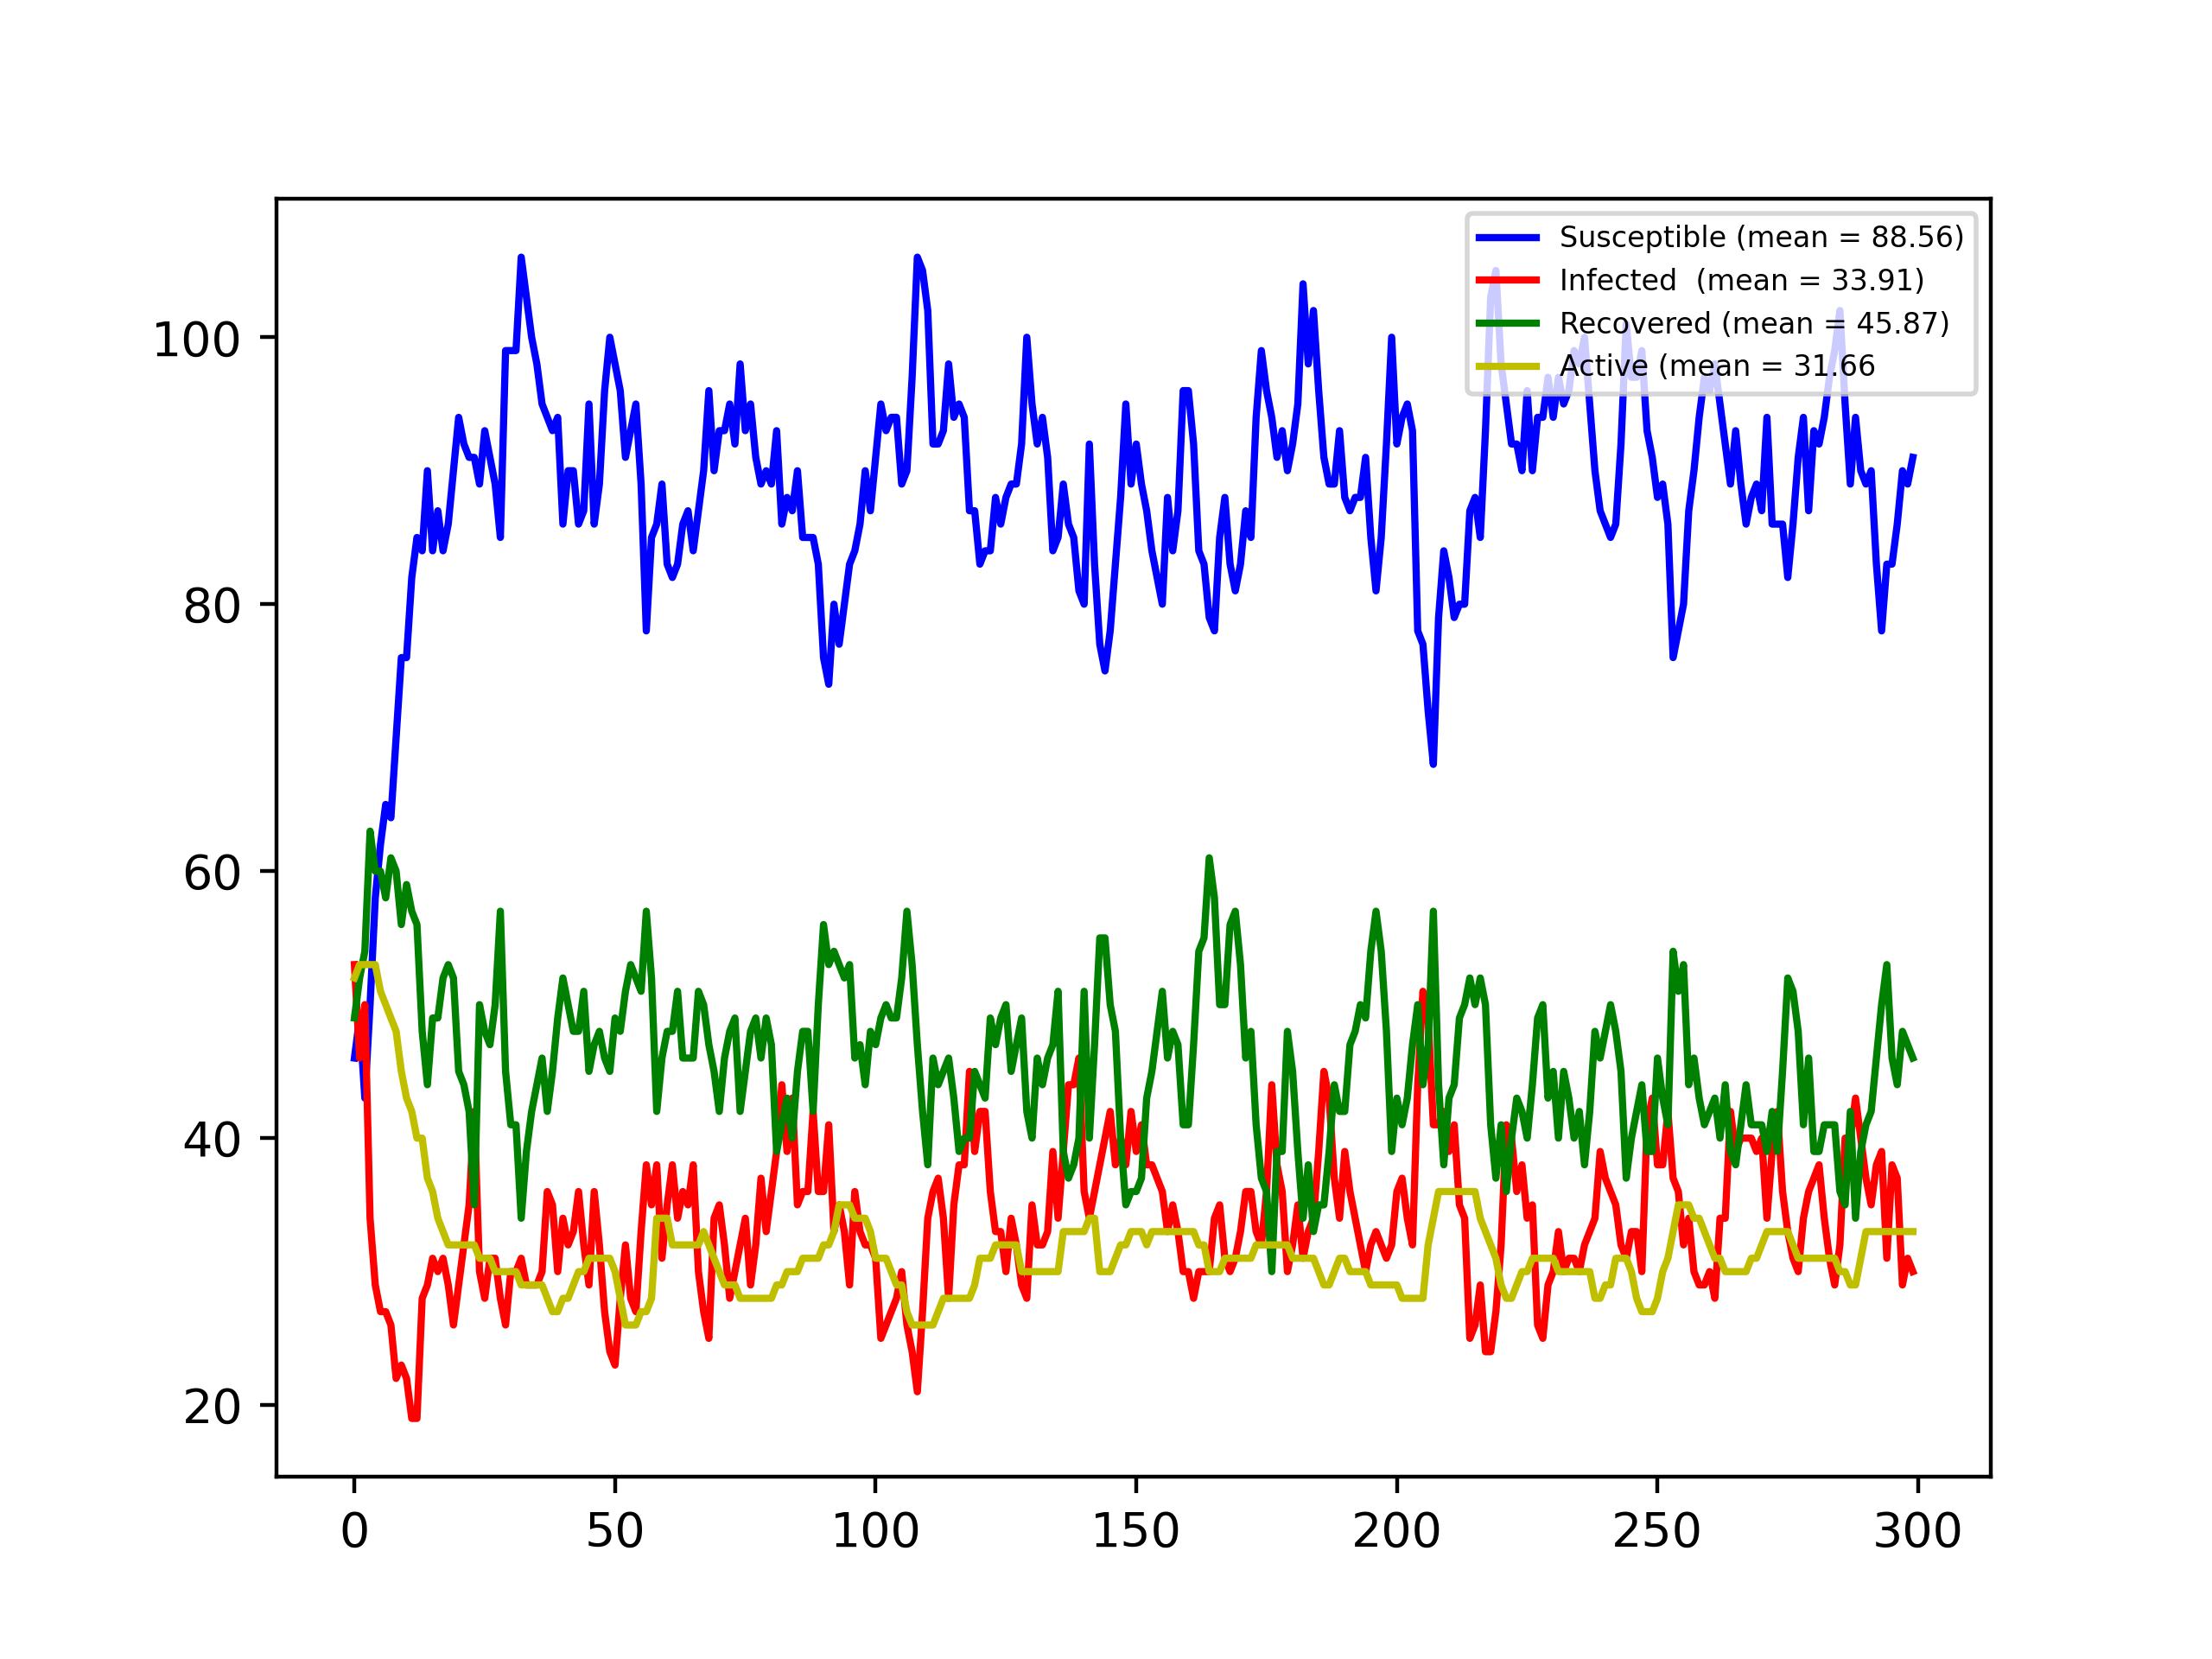 Susceptible (mean = 88.56)
Infected  (mean = 33.91)
Recovered (mean = 45.87)
Active (mean = 31.66
100
80
60
40
20
0 50 100 150 200 250 300